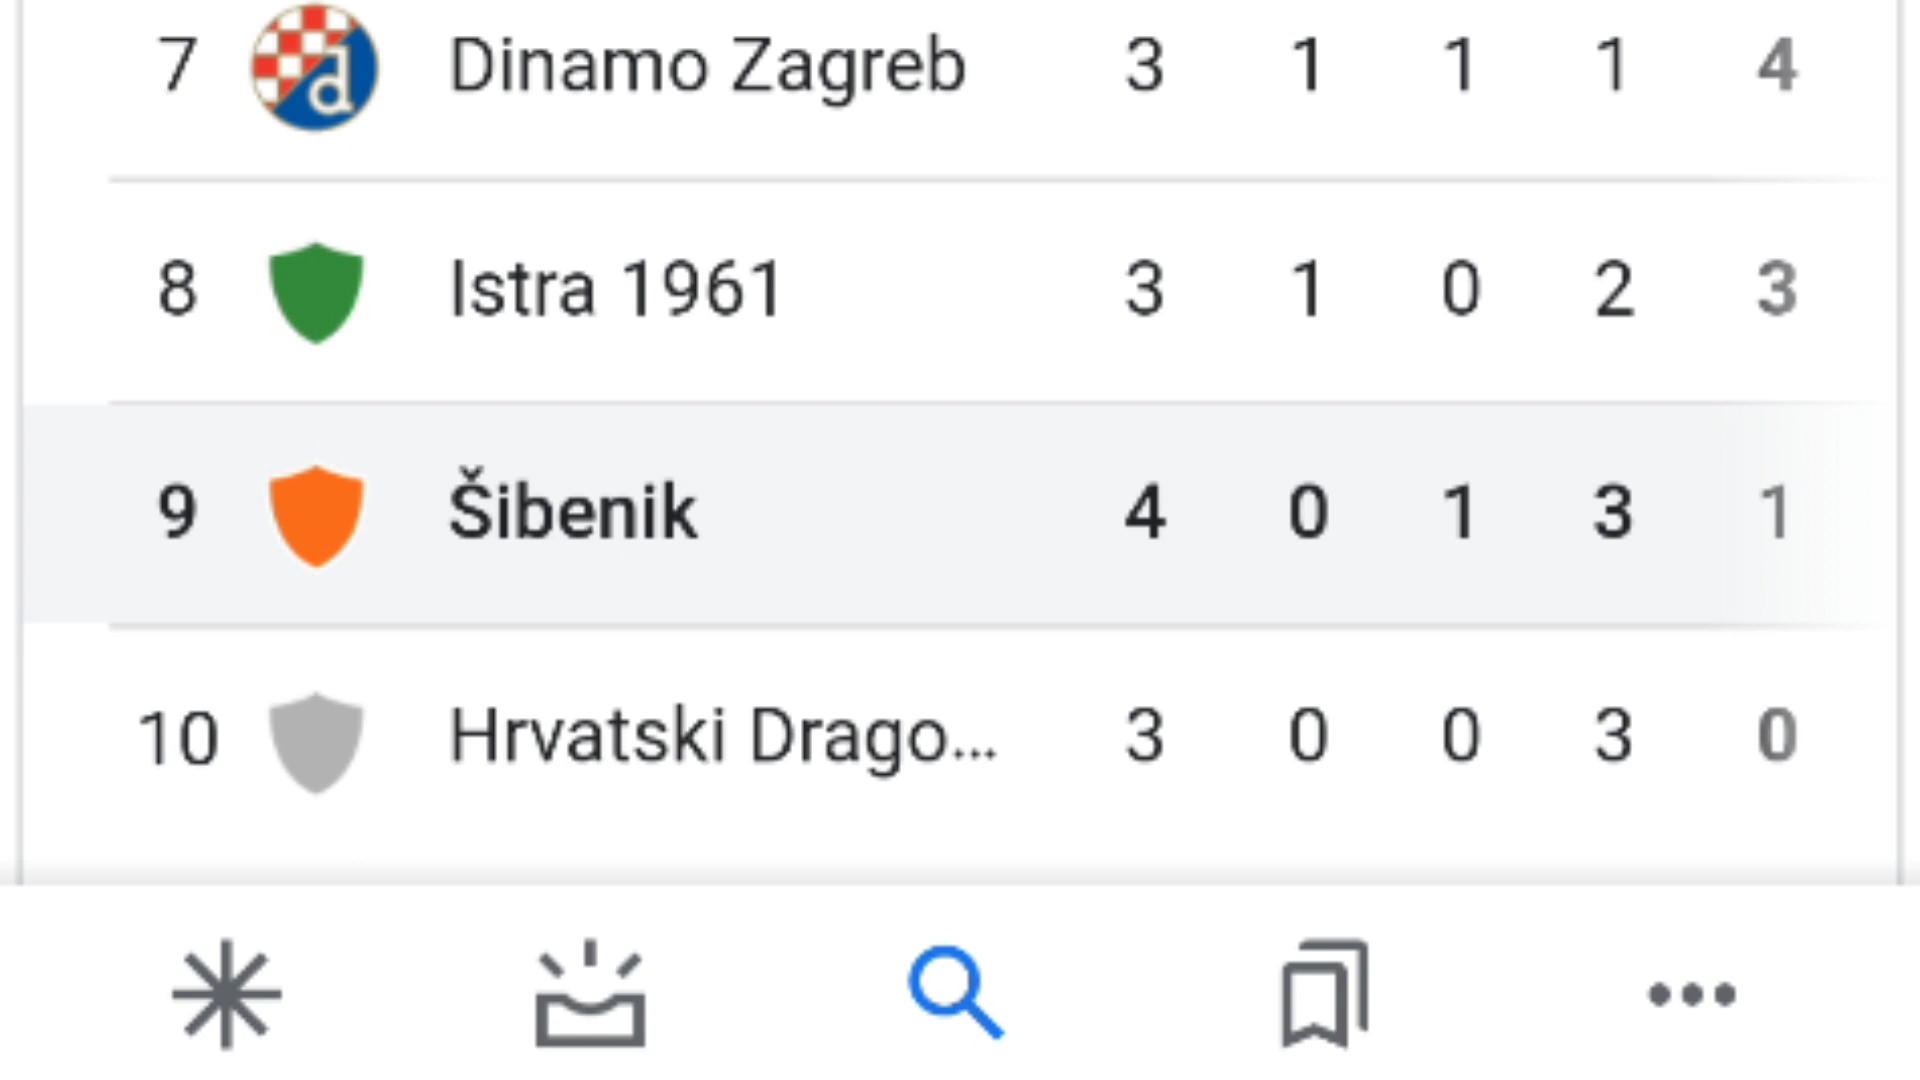 7 d Dinamo Zagreb 3 1 1 1 4
8 Istra 1961 3 1 0 2 3
9 Šibenik 4 0 1 3 1
10 Hrvatski Drago... 3 0 0 3 0